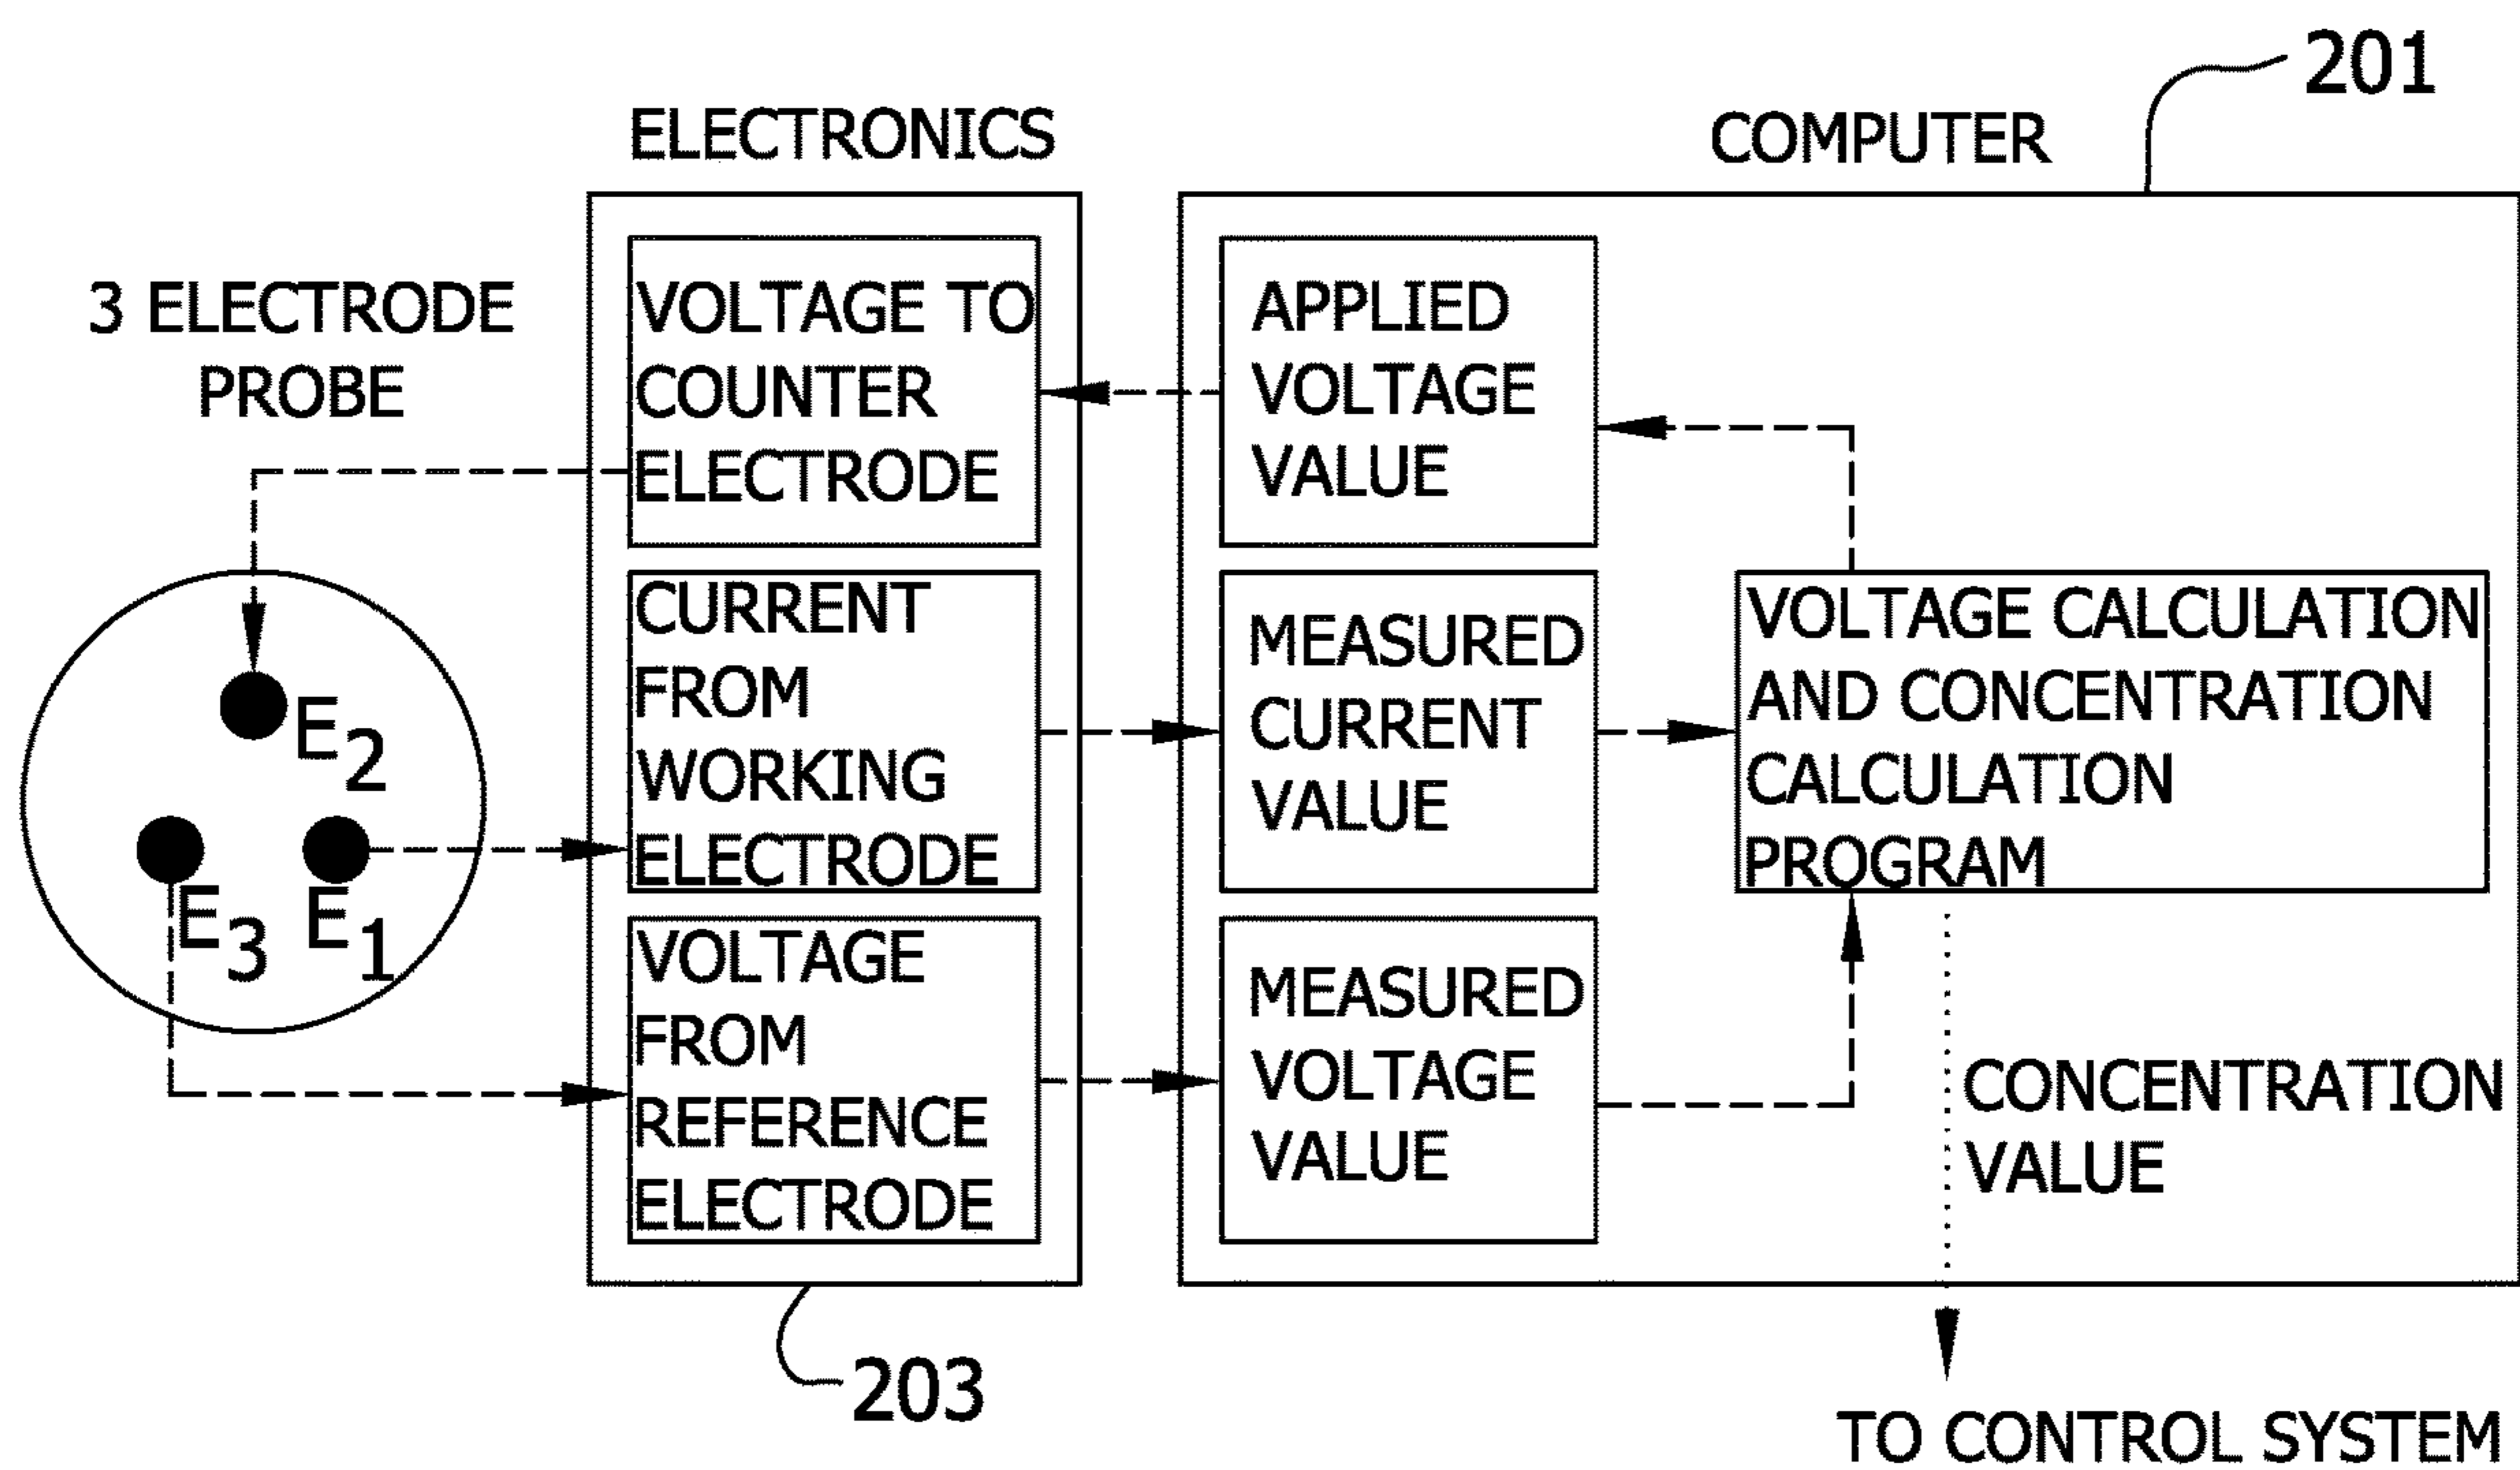 201
ELECTRONICS
COMPUTER
3 ELECTRODE
PROBE
VOLTAGE TO
COUNTER
ELECTRODE
APPLIED
VOLTAGE
VALUE
E2
E3
E1
CURRENT
FROM
WORKING
ELECTRODE
MEASURED
CURRENT
VALUE
VOLTAGE CALCULATION
AND CONCENTRATION
CALCULATION
PROGRAM
VOLTAGE
FROM
REFERENCE
ELECTRODE
MEASURED
VOLTAGE
VALUE
CONCENTRATION
VALUE
203
TO CONTROL SYSTEM